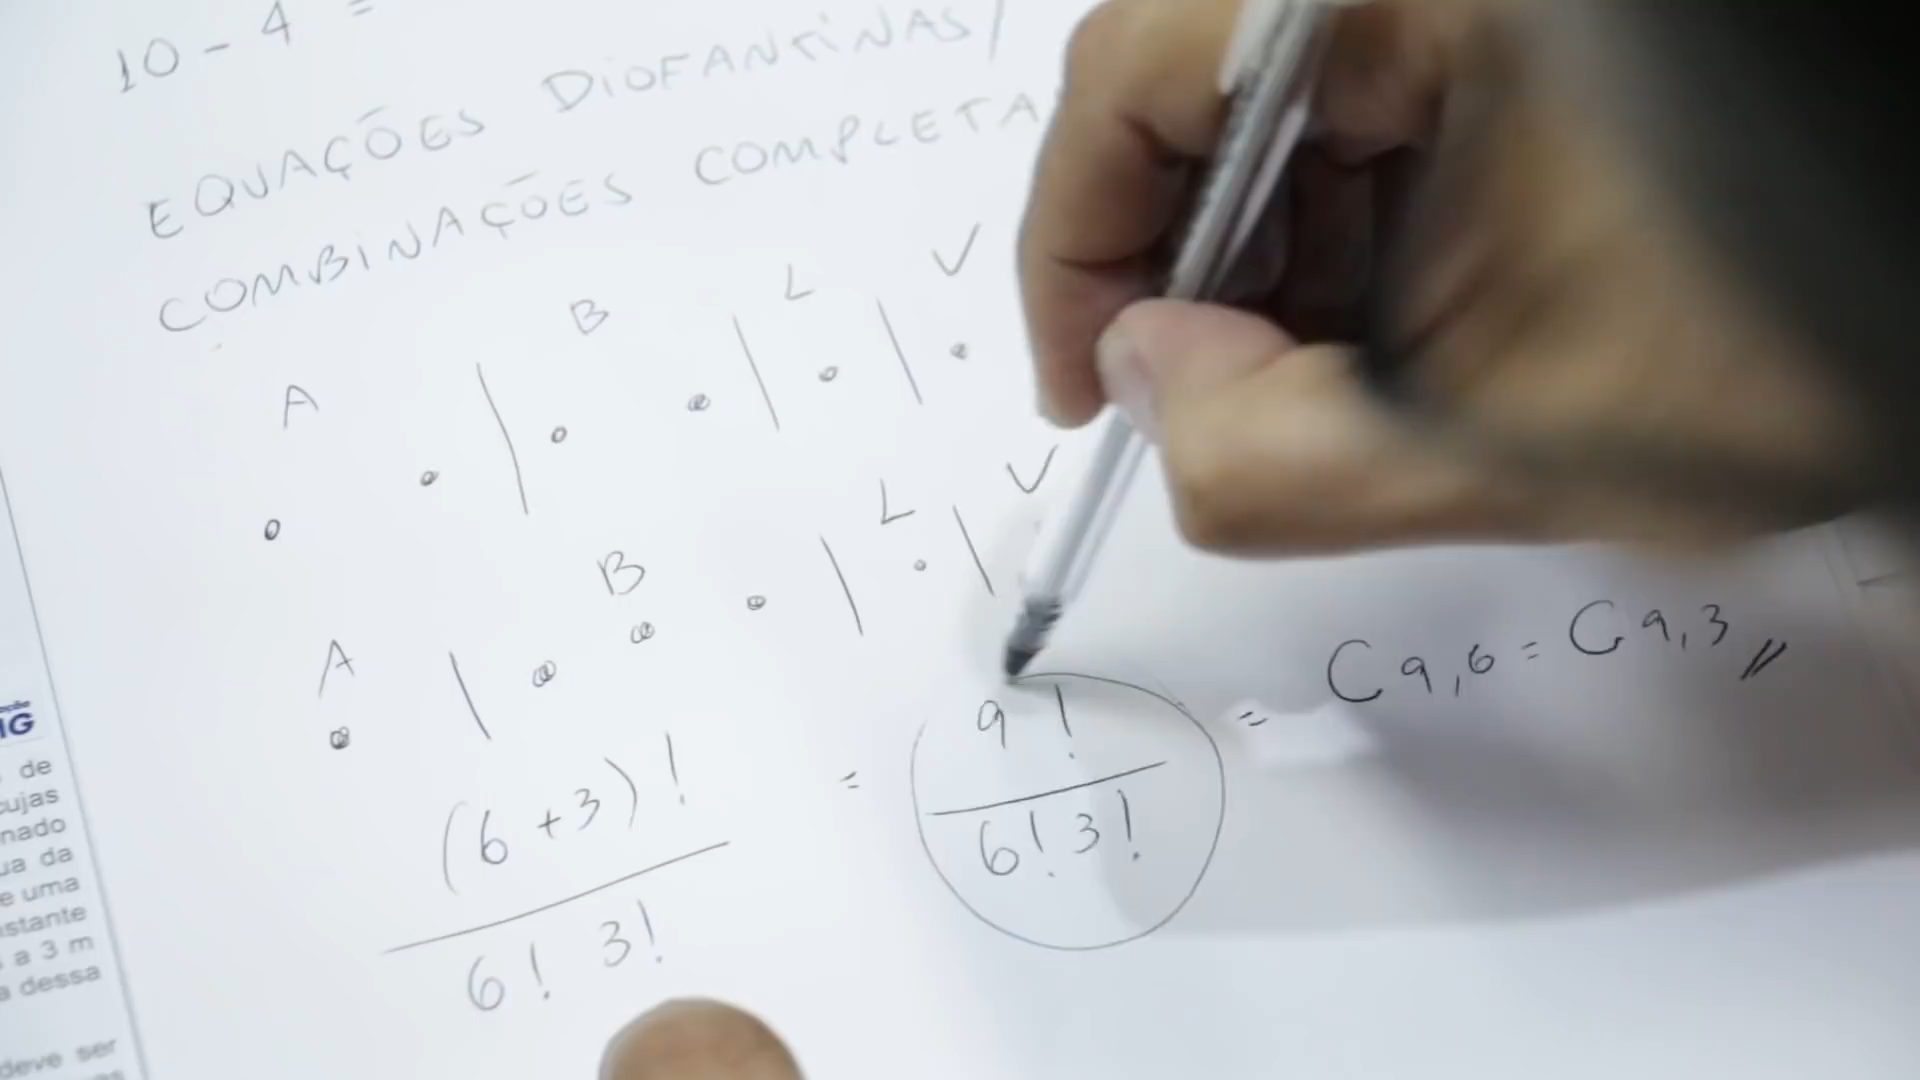 10 - 4 =
EQUAÇÕES DIOFANTINAS/
COMBINAÇÕES COMPLETA
A B L V
A B L V
(6+3)! / 6! 3! = 9! / 6! 3! = C9,6 = C9,3 //
de
cujas
nado
ua da
e uma
stante
a 3 m
a dessa
deve ser